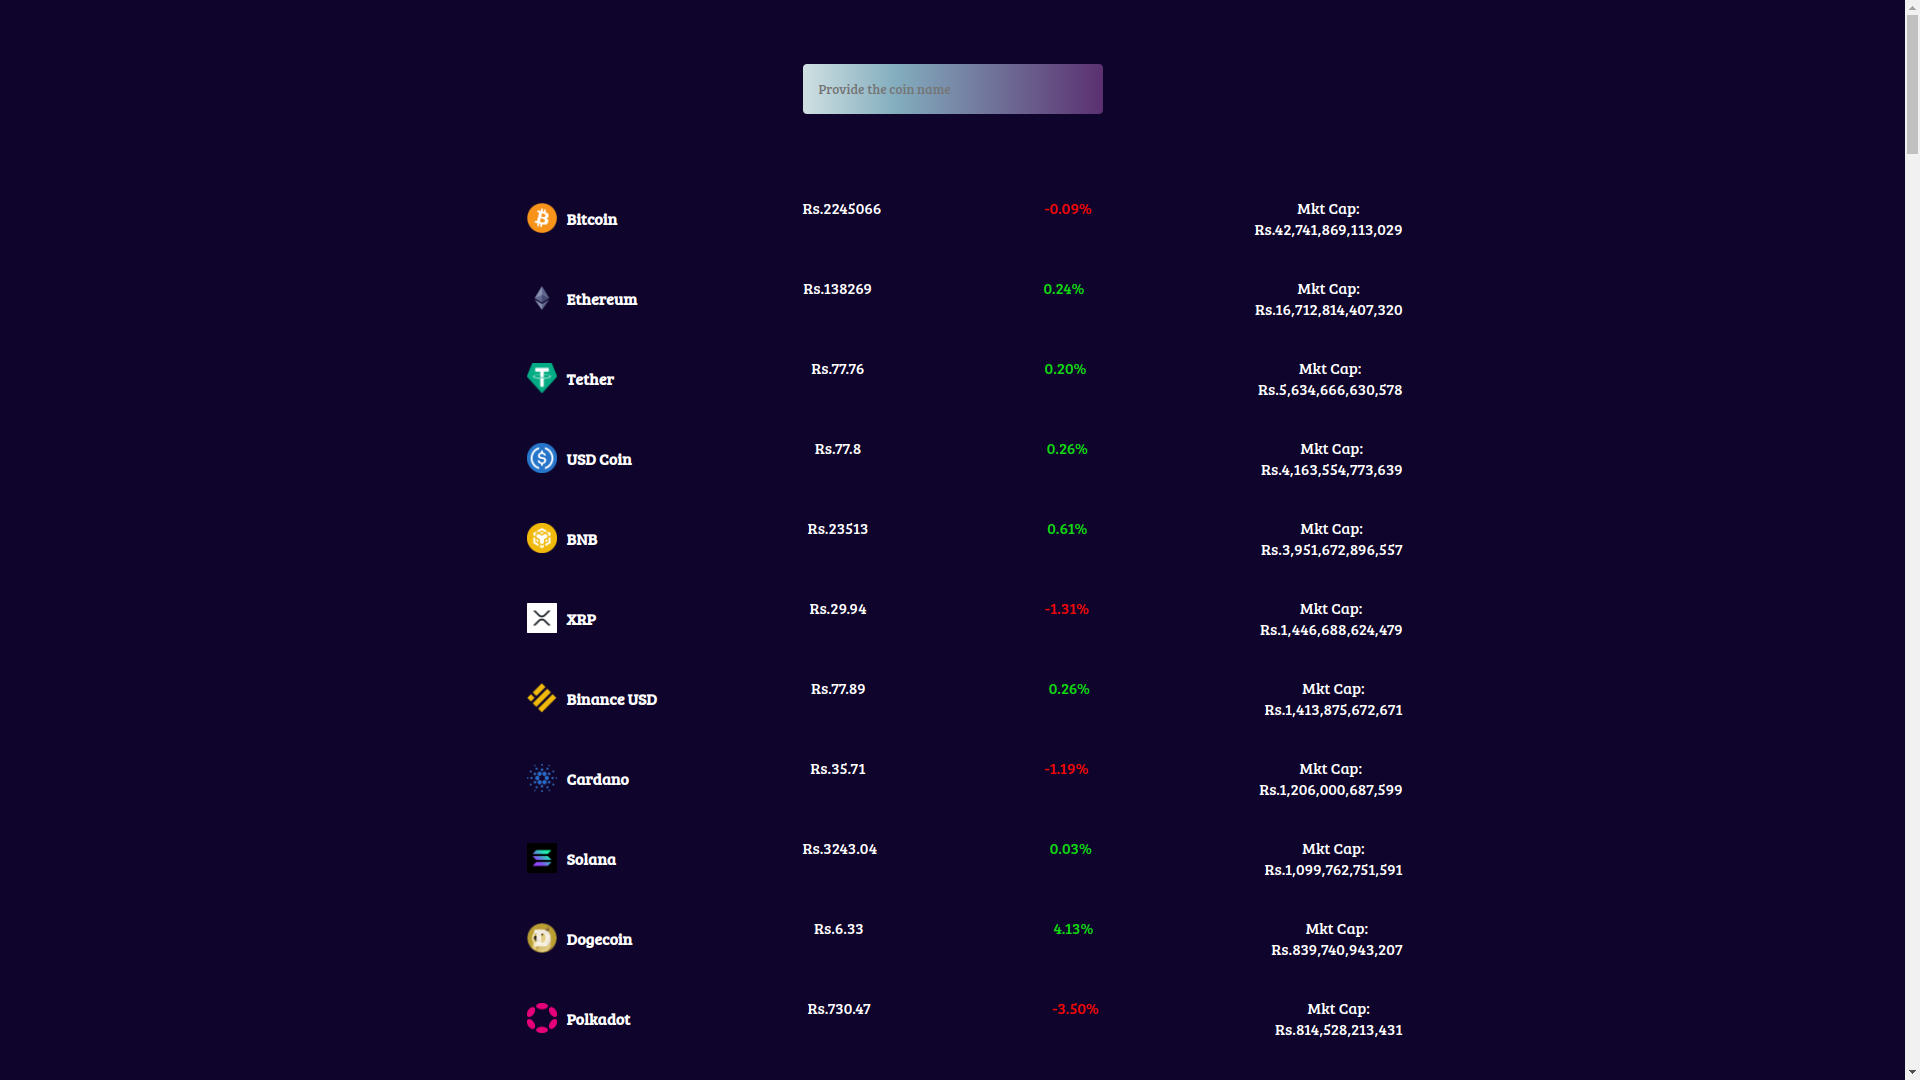 Provide the coin name
Bitcoin Rs.2245066 -0.09% Mkt Cap:
Rs.42,741,869,113,029
Ethereum Rs.138269 0.24% Mkt Cap:
Rs.16,712,814,407,320
Tether Rs.77.76 0.20% Mkt Cap:
Rs.5,634,666,630,578
USD Coin Rs.77.8 0.26% Mkt Cap:
Rs.4,163,554,773,639
BNB Rs.23513 0.61% Mkt Cap:
Rs.3,951,672,896,557
XRP Rs.29.94 -1.31% Mkt Cap:
Rs.1,446,688,624,479
Binance USD Rs.77.89 0.26% Mkt Cap:
Rs.1,413,875,672,671
Cardano Rs.35.71 -1.19% Mkt Cap:
Rs.1,206,000,687,599
Solana Rs.3243.04 0.03% Mkt Cap:
Rs.1,099,762,751,591
Dogecoin Rs.6.33 4.13% Mkt Cap:
Rs.839,740,943,207
Polkadot Rs.730.47 -3.50% Mkt Cap:
Rs.814,528,213,431